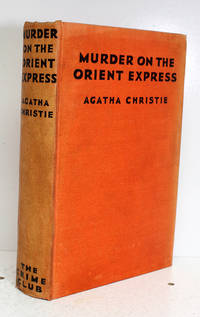 MURDER
ON THE
ORIENT
EXPRESS
AGATHA
CHRISTIE
THE
CRIME
CLUB
MURDER ON THE
ORIENT EXPRESS
AGATHA CHRISTIE